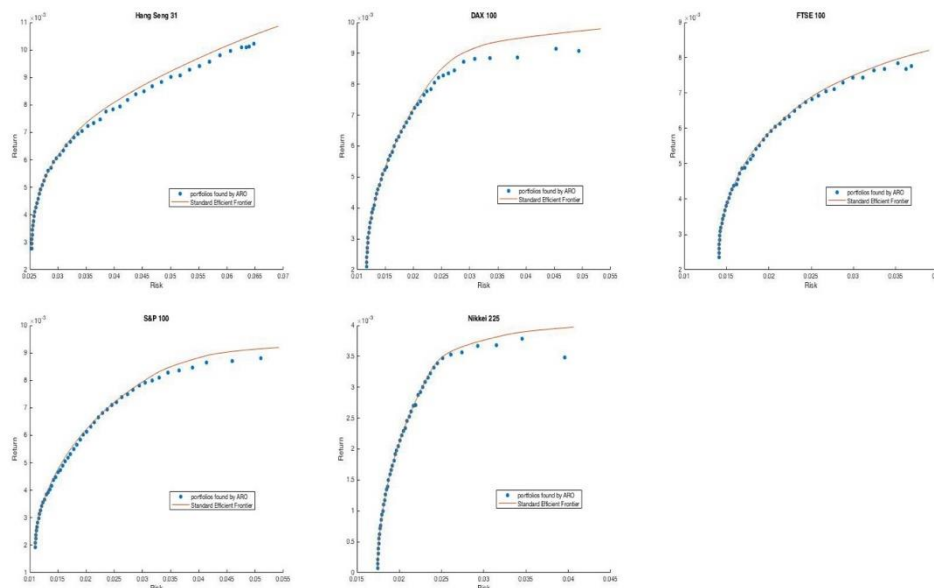 Hang Seng 31
×10⁻³
11
10
9
8
7
6
5
4
3
2
Return
0.025 0.03 0.035 0.04 0.045 0.05 0.055 0.06 0.065 0.07
Risk
portfolios found by ARO
Standard Efficient Frontier
DAX 100
×10⁻³
10
9
8
7
6
5
4
3
2
Return
0.01 0.015 0.02 0.025 0.03 0.035 0.04 0.045 0.05 0.055
Risk
portfolios found by ARO
Standard Efficient Frontier
FTSE 100
×10⁻³
9
8
7
6
5
4
3
2
Return
0.01 0.015 0.02 0.025 0.03 0.035
Risk
portfolios found by ARO
Standard Efficient Frontier
S&P 100
10
9
8
7
6
5
4
3
2
1
Return
0.01 0.015 0.02 0.025 0.03 0.035 0.04 0.045 0.05 0.055
Risk
portfolios found by ARO
Standard Efficient Frontier
Nikkei 225
4
3.5
3
2.5
2
1.5
1
0.5
0
Return
0.015 0.02 0.025 0.03 0.035 0.04 0.045
Risk
portfolios found by ARO
Standard Efficient Frontier